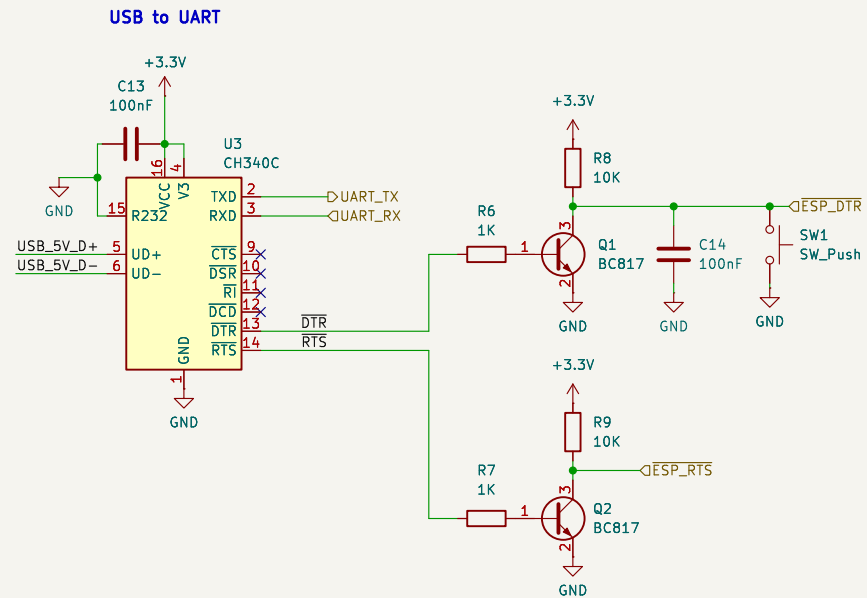 USB to UART
+3.3V
C13
100nF
U3
CH340C
GND
16
VCC
4
V3
15
R232
TXD
2
UART_TX
RXD
3
UART_RX
USB_5V_D+
5
UD+
USB_5V_D-
6
UD-
CTS
9
DSR
10
RI
11
DCD
12
DTR
13
DTR
RTS
14
RTS
GND
1
GND
+3.3V
R8
10K
ESP_DTR
R6
1K
1
3
2
Q1
BC817
GND
C14
100nF
GND
SW1
SW_Push
GND
+3.3V
R9
10K
ESP_RTS
R7
1K
1
3
2
Q2
BC817
GND